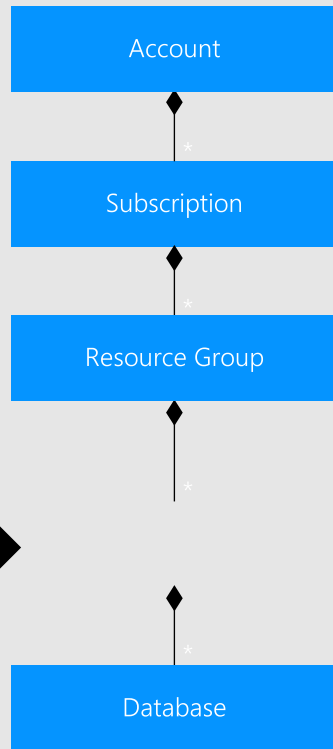 Account
*
Subscription
*
Resource Group
*
*
Database